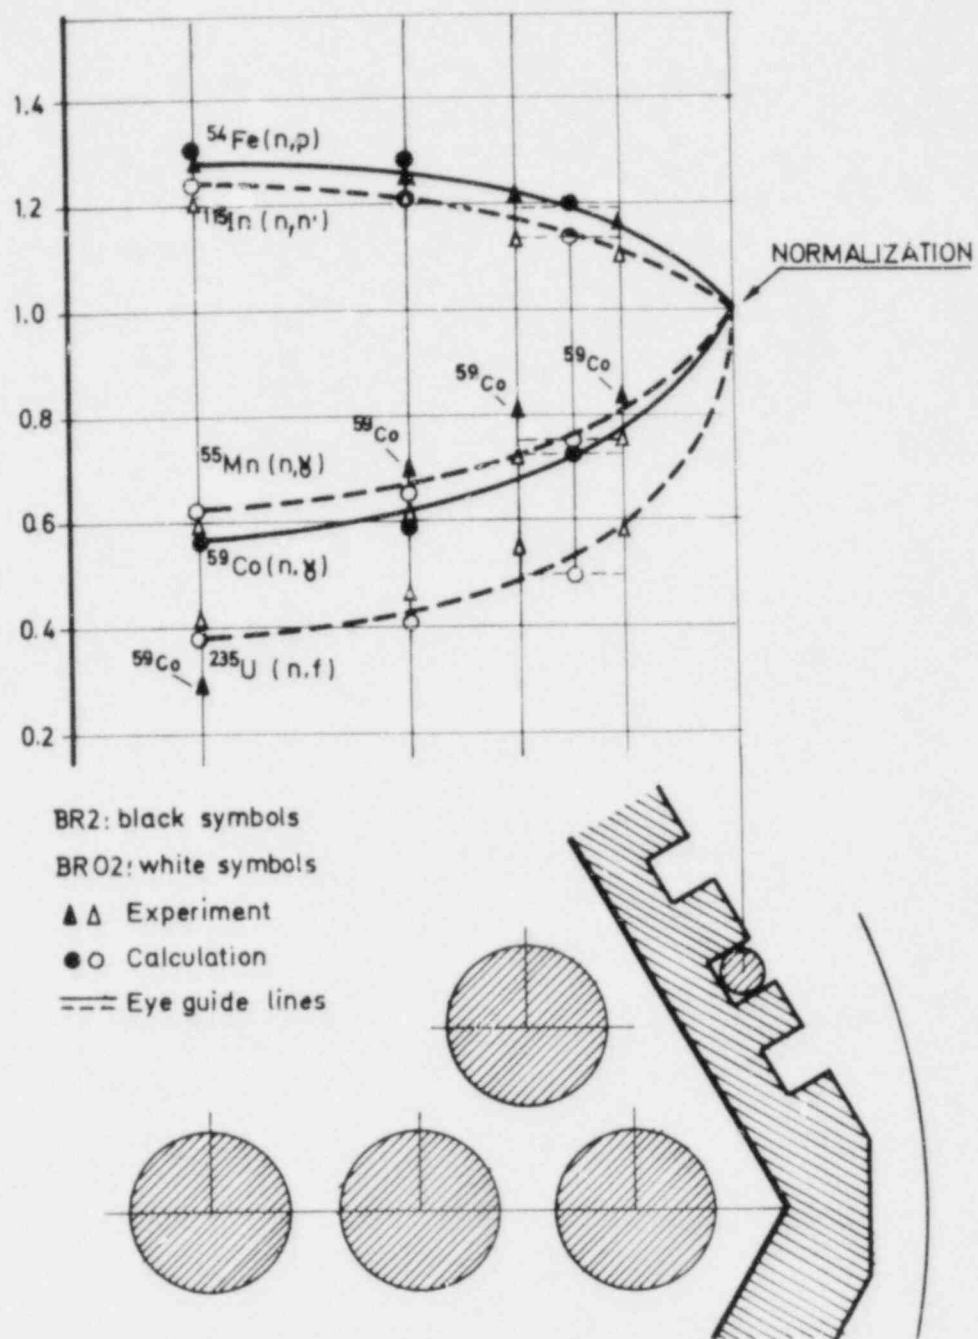 1.4
⁵⁴Fe(n,p)
1.2
¹¹⁵In(n,n')
NORMALIZATION
1.0
⁵⁹Co
⁵⁹Co
0.8
⁵⁹Co
⁵⁵Mn(n,γ)
0.6
⁵⁹Co(n,γ)
0.4
⁵⁹Co
²³⁵U (n,f)
0.2
BR2: black symbols
BR02: white symbols
▲△ Experiment
●○ Calculation
Eye guide lines